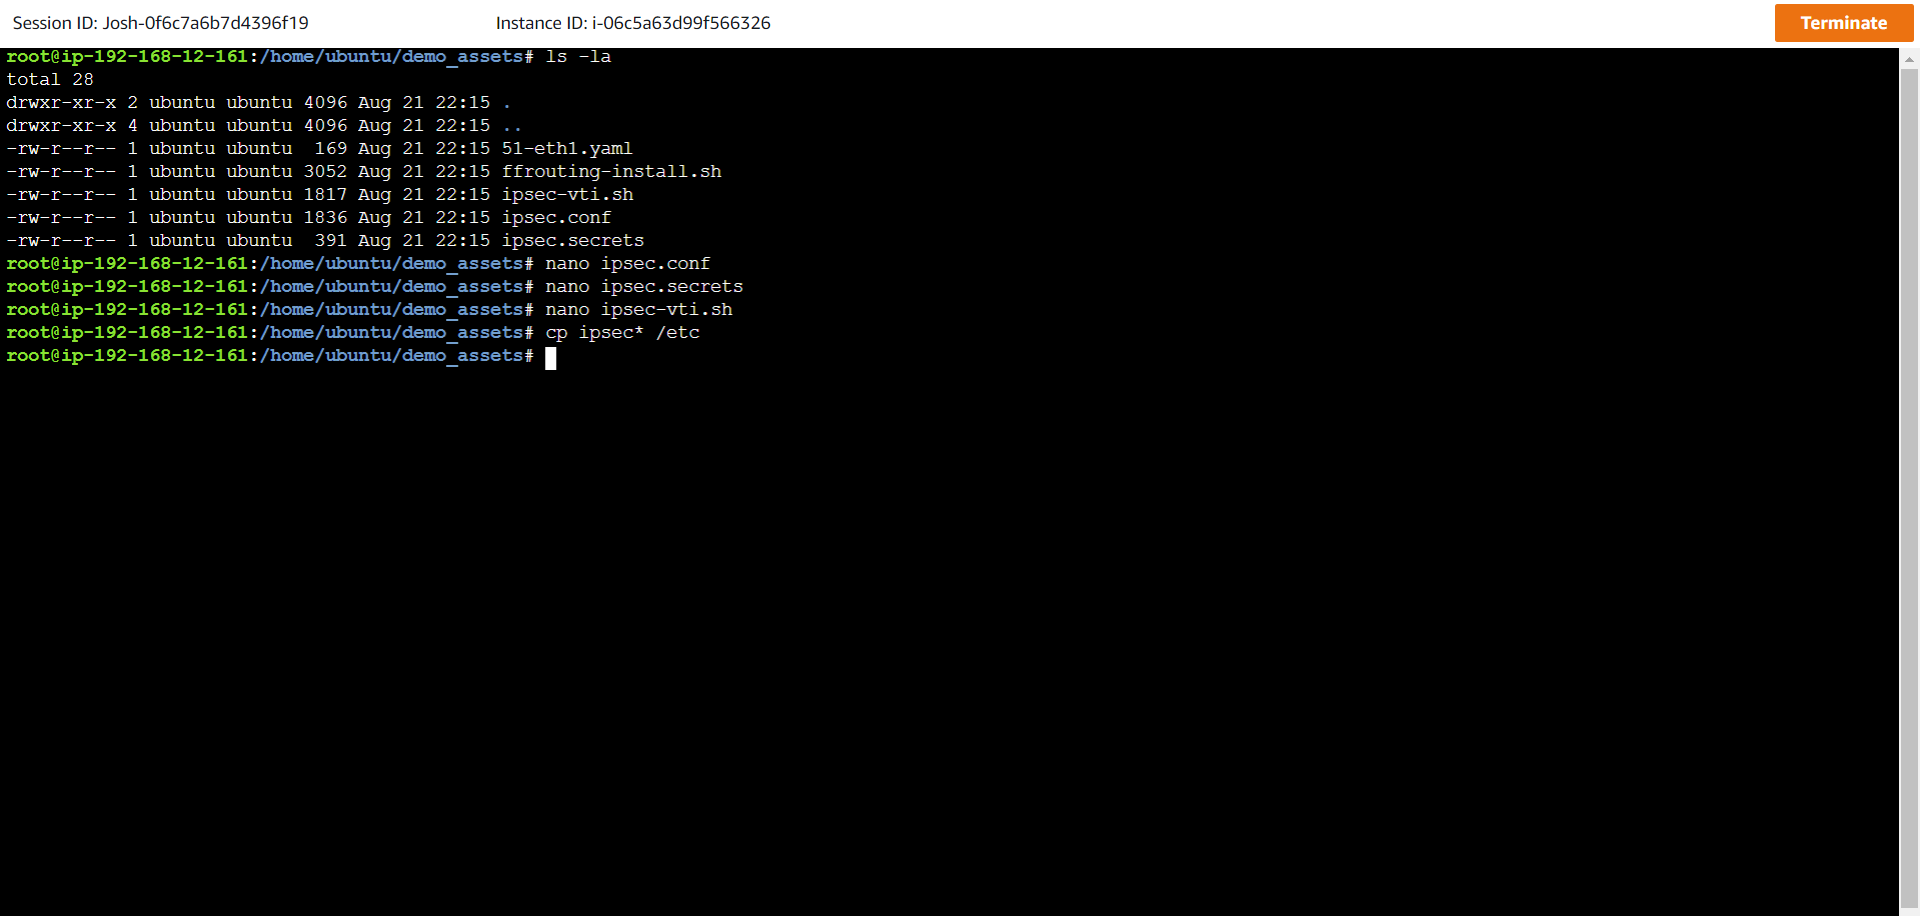 Session ID: Josh-0f6c7a6b7d4396f19 Instance ID: i-06c5a63d99f566326 Terminate
root@ip-192-168-12-161:/home/ubuntu/demo_assets# ls -la
total 28
drwxr-xr-x 2 ubuntu ubuntu 4096 Aug 21 22:15 .
drwxr-xr-x 4 ubuntu ubuntu 4096 Aug 21 22:15 ..
-rw-r--r-- 1 ubuntu ubuntu  169 Aug 21 22:15 51-eth1.yaml
-rw-r--r-- 1 ubuntu ubuntu 3052 Aug 21 22:15 ffrouting-install.sh
-rw-r--r-- 1 ubuntu ubuntu 1817 Aug 21 22:15 ipsec-vti.sh
-rw-r--r-- 1 ubuntu ubuntu 1836 Aug 21 22:15 ipsec.conf
-rw-r--r-- 1 ubuntu ubuntu  391 Aug 21 22:15 ipsec.secrets
root@ip-192-168-12-161:/home/ubuntu/demo_assets# nano ipsec.conf
root@ip-192-168-12-161:/home/ubuntu/demo_assets# nano ipsec.secrets
root@ip-192-168-12-161:/home/ubuntu/demo_assets# nano ipsec-vti.sh
root@ip-192-168-12-161:/home/ubuntu/demo_assets# cp ipsec* /etc
root@ip-192-168-12-161:/home/ubuntu/demo_assets#